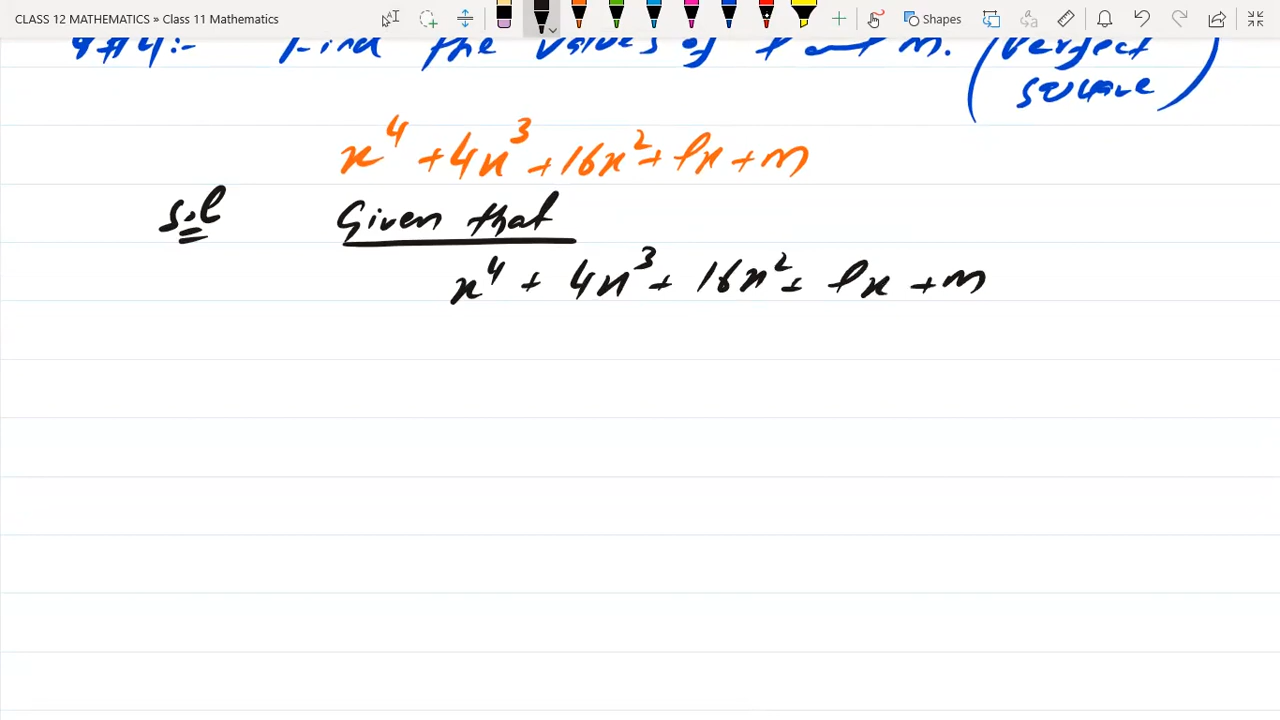 CLASS 12 MATHEMATICS » Class 11 Mathematics
Shapes
Q#4:- Find the values of l and m. (Perfect square)
x⁴ + 4x³ + 16x² + lx + m
Sol Given that
x⁴ + 4x³ + 16x² + lx + m